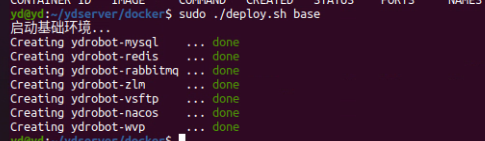 CONTAINER ID   IMAGE     COMMAND   CREATED   STATUS    PORTS     NAMES
yd@yd:~/ydserver/docker$ sudo ./deploy.sh base
启动基础环境...
Creating ydrobot-mysql    ... done
Creating ydrobot-redis    ... done
Creating ydrobot-rabbitmq ... done
Creating ydrobot-zlm      ... done
Creating ydrobot-vsftp    ... done
Creating ydrobot-nacos    ... done
Creating ydrobot-wvp      ... done
yd@yd:~/ydserver/docker$